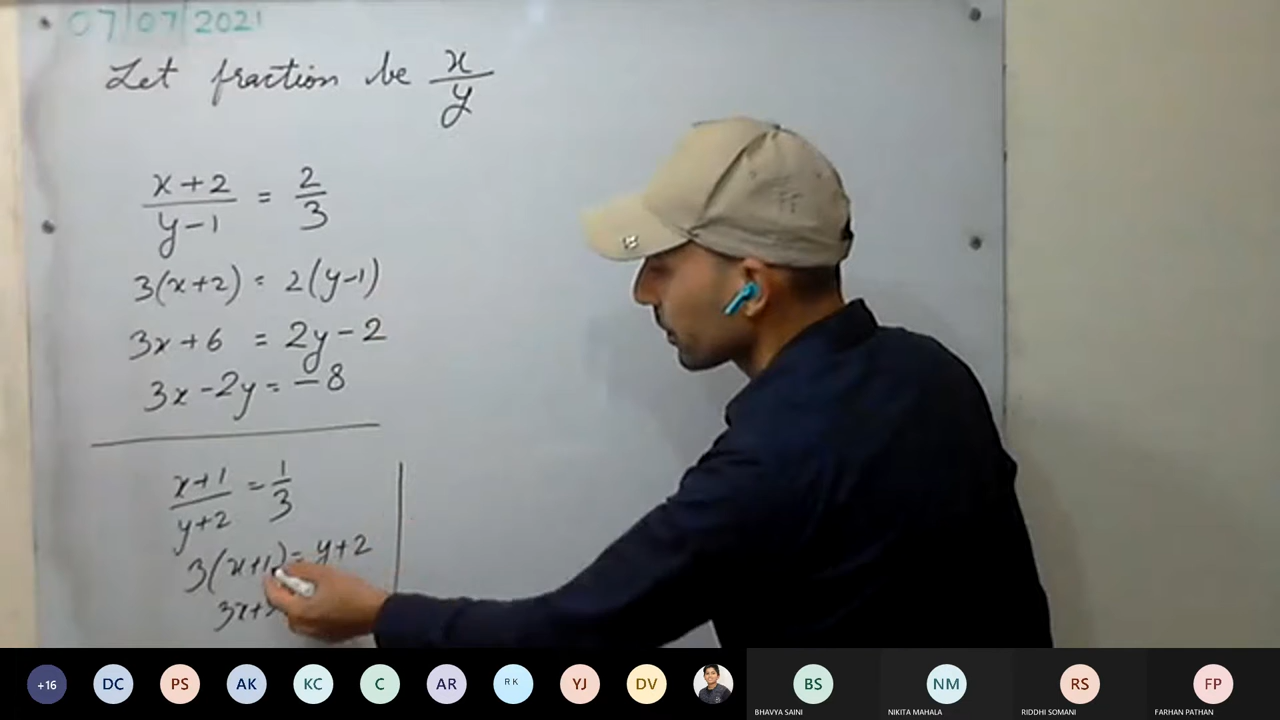 07/07/2021
Let fraction be x/y
(x+2)/(y-1) = 2/3
3(x+2) = 2(y-1)
3x+6 = 2y-2
3x-2y = -8
(x+1)/(y+2) = 1/3
3(x+1) = y+2
3x+
+16
DC
PS
AK
KC
C
AR
RK
YJ
DV
BS
NM
RS
FP
BHAVYA SAINI
NIKITA MAHALA
RIDDHI SOMANI
FARHAN PATHAN